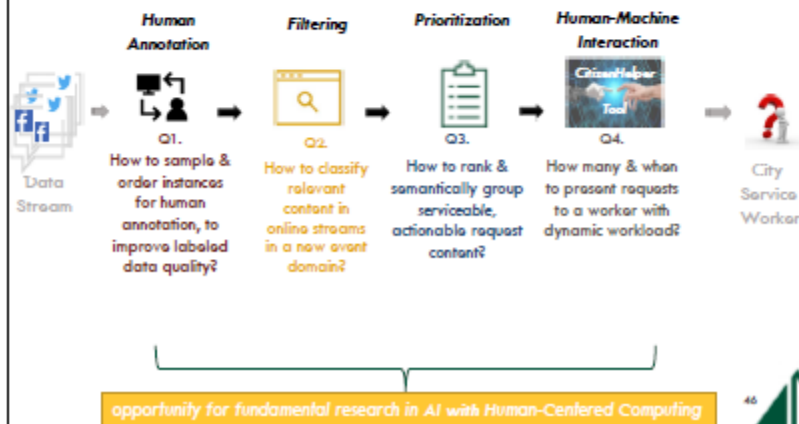 Human
Annotation
Filtering
Prioritization
Human-Machine
Interaction
CitizenHelper
Tool
Data
Stream
Q1.
How to sample &
order instances
for human
annotation, to
improve labeled
data quality?
Q2
How to classify
relevant
content in
online streams
in a new event
domain?
Q3.
How to rank &
semantically group
serviceable,
actionable request
content?
Q4.
How many & when
to present requests
to a worker with
dynamic workload?
City
Service
Worker
opportunity for fundamental research in AI with Human-Centered Computing
46